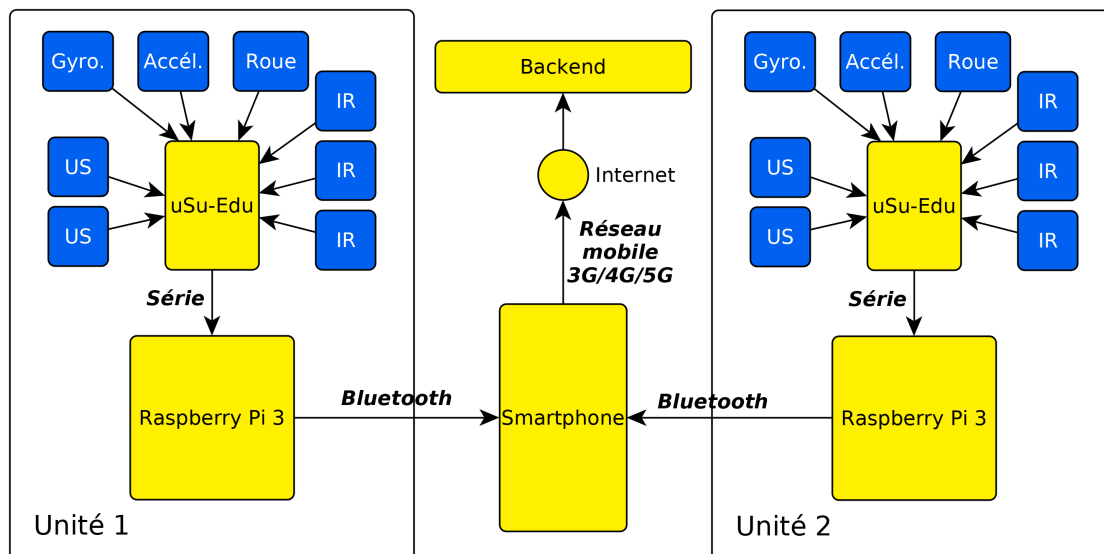 Gyro.
Accél.
Roue
IR
US
IR
uSu-Edu
US
IR
Série
Raspberry Pi 3
Unité 1
Bluetooth
Backend
Internet
Réseau
mobile
3G/4G/5G
Smartphone
Bluetooth
Gyro.
Accél.
Roue
IR
US
IR
uSu-Edu
US
IR
Série
Raspberry Pi 3
Unité 2